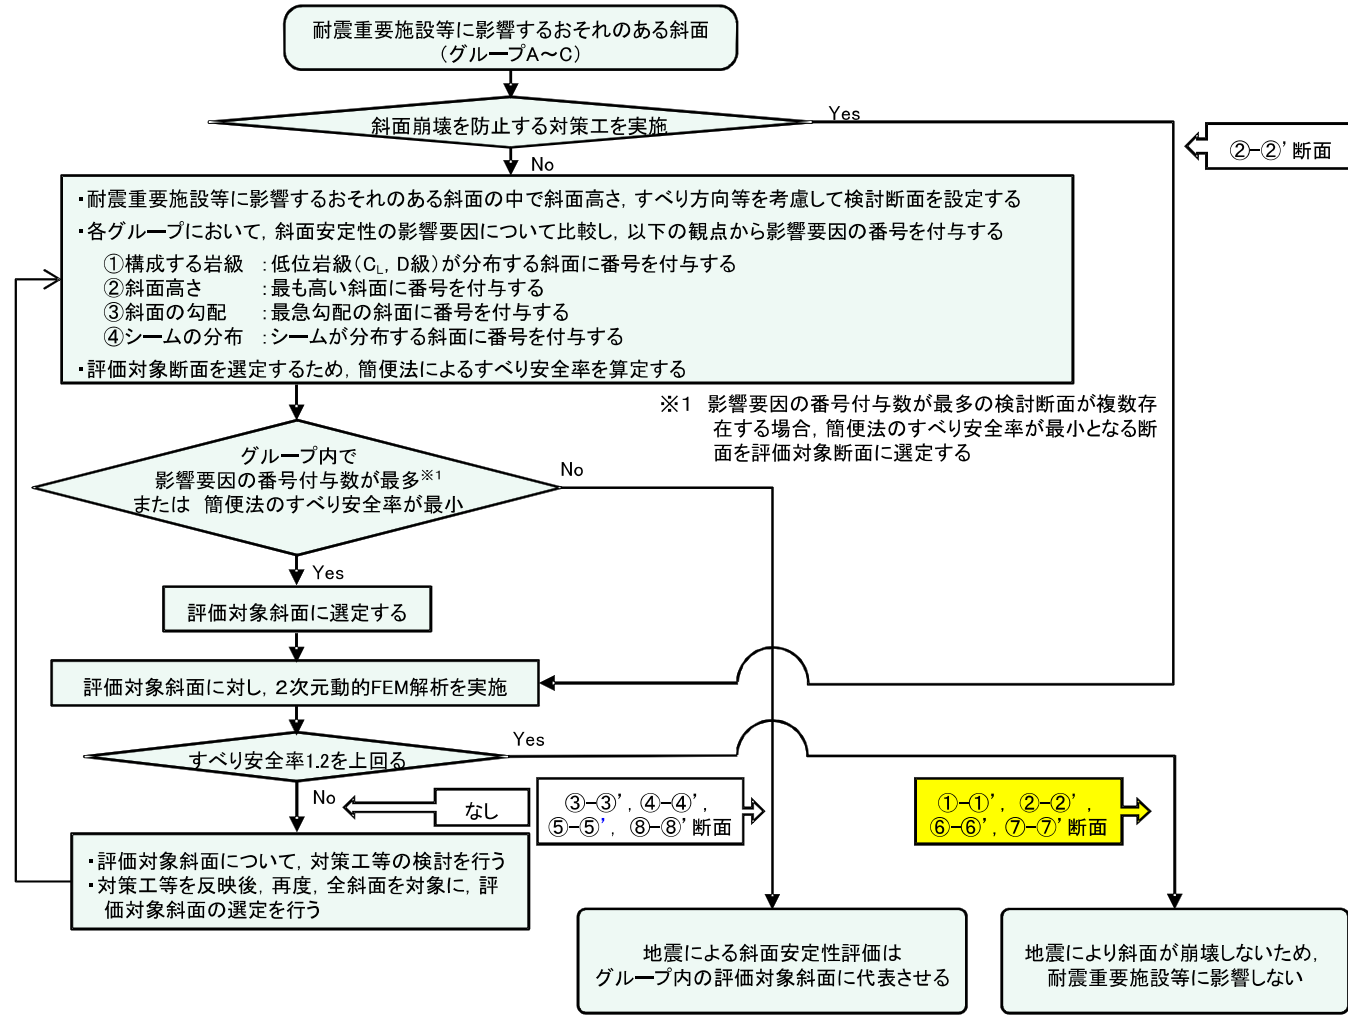 耐震重要施設等に影響するおそれのある斜面
（グループA～C）
斜面崩壊を防止する対策工を実施
Yes
②-②’断面
No
・耐震重要施設等に影響するおそれのある斜面の中で斜面高さ，すべり方向等を考慮して検討断面を設定する
・各グループにおいて，斜面安定性の影響要因について比較し，以下の観点から影響要因の番号を付与する
①構成する岩級　：低位岩級（CL，D級）が分布する斜面に番号を付与する
②斜面高さ　：最も高い斜面に番号を付与する
③斜面の勾配　：最急勾配の斜面に番号を付与する
④シームの分布　：シームが分布する斜面に番号を付与する
・評価対象断面を選定するため，簡便法によるすべり安全率を算定する
※1　影響要因の番号付与数が最多の検討断面が複数存
在する場合，簡便法のすべり安全率が最小となる断
面を評価対象断面に選定する
グループ内で
影響要因の番号付与数が最多※1
または　簡便法のすべり安全率が最小
No
Yes
評価対象斜面に選定する
評価対象斜面に対し，2次元動的FEM解析を実施
すべり安全率1.2を上回る
Yes
No
なし
③-③’，④-④’，
⑤-⑤’，⑧-⑧’断面
①-①’，②-②’，
⑥-⑥’，⑦-⑦’断面
・評価対象斜面について，対策工等の検討を行う
・対策工等を反映後，再度，全斜面を対象に，評
価対象斜面の選定を行う
地震による斜面安定性評価は
グループ内の評価対象斜面に代表させる
地震により斜面が崩壊しないため，
耐震重要施設等に影響しない